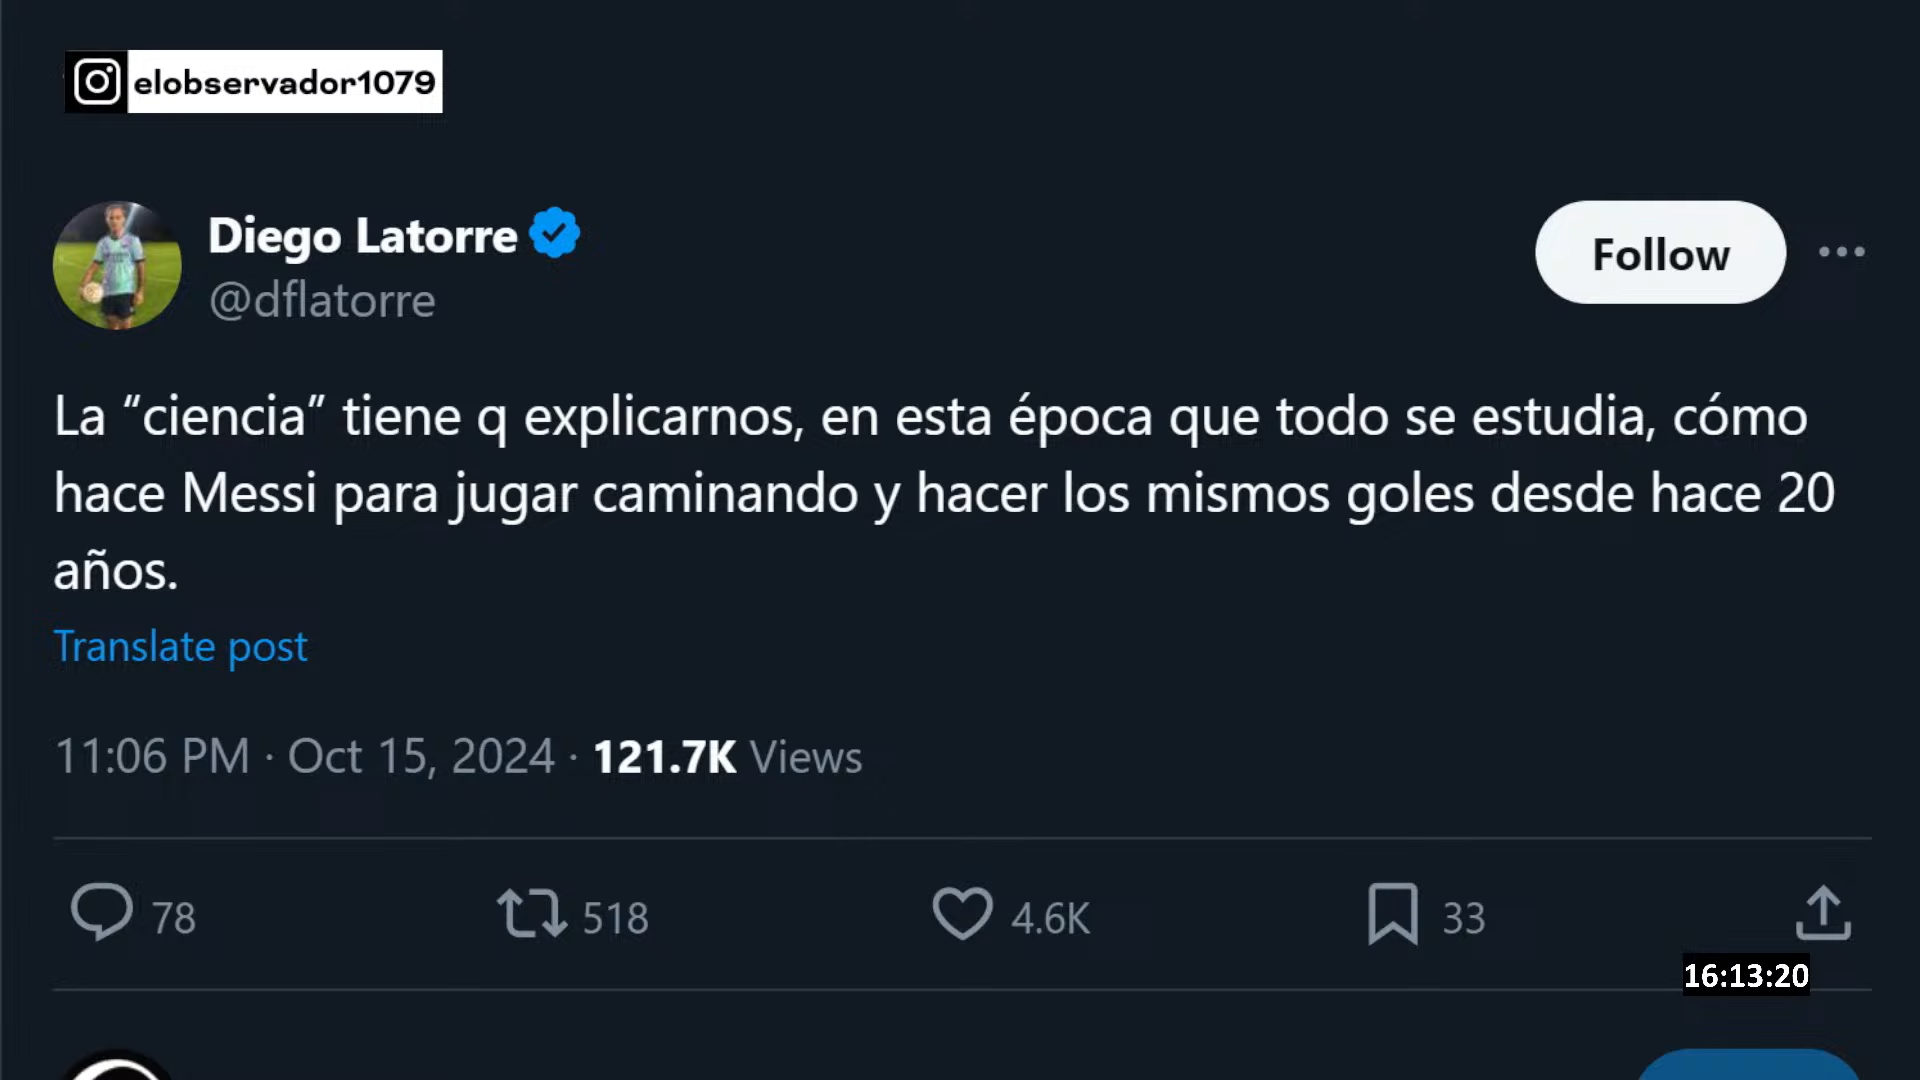 elobservador1079
Diego Latorre
Follow
@dflatorre
La “ciencia” tiene q explicarnos, en esta época que todo se estudia, cómo
hace Messi para jugar caminando y hacer los mismos goles desde hace 20
años.
Translate post
11:06 PM · Oct 15, 2024 · 121.7K Views
78 518 4.6K 33
16:13:20